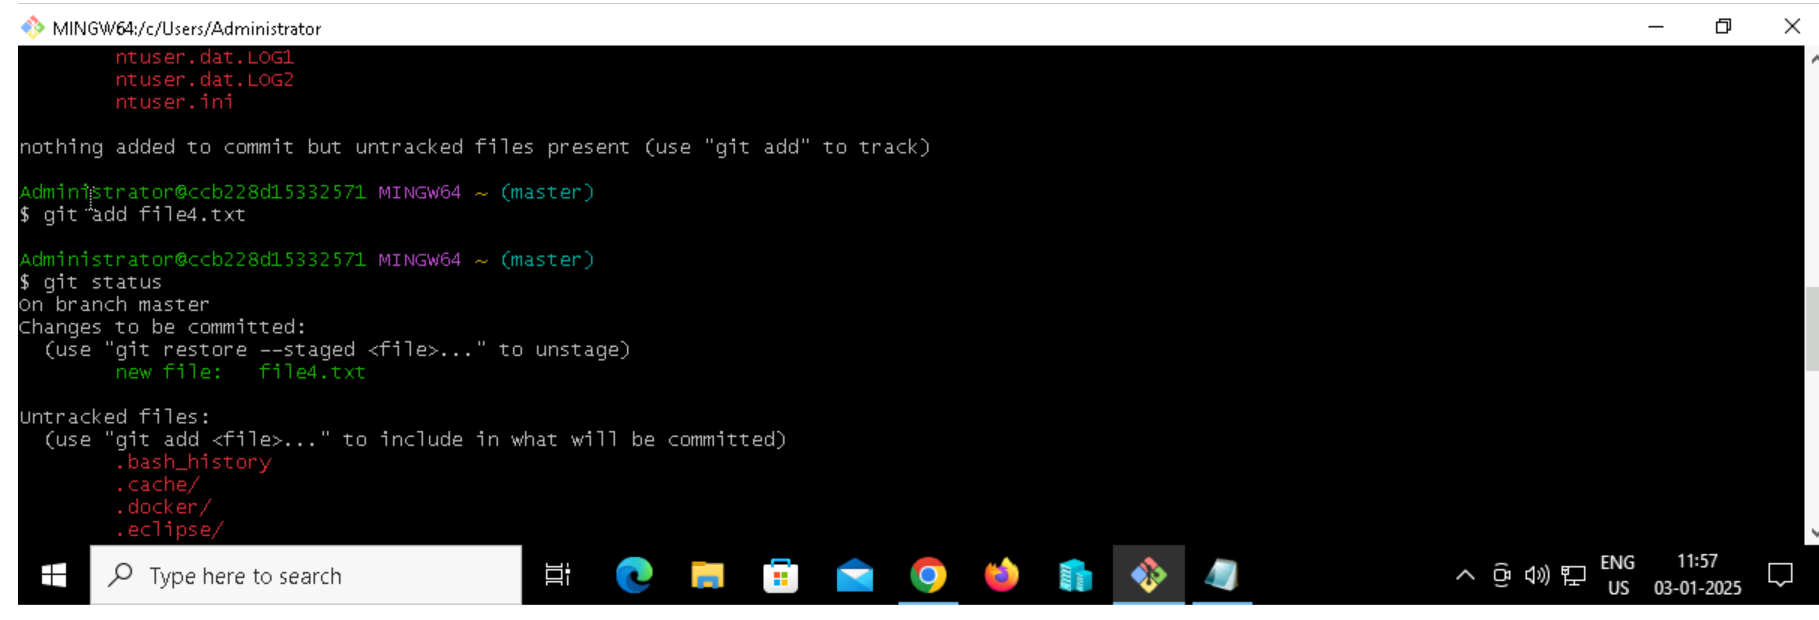 MINGW64:/c/Users/Administrator
ntuser.dat.LOG1
ntuser.dat.LOG2
ntuser.ini
nothing added to commit but untracked files present (use "git add" to track)
Administrator@ccb228d15332571 MINGW64 ~ (master)
$ git add file4.txt
Administrator@ccb228d15332571 MINGW64 ~ (master)
$ git status
On branch master
Changes to be committed:
  (use "git restore --staged <file>..." to unstage)
        new file:   file4.txt
Untracked files:
  (use "git add <file>..." to include in what will be committed)
        .bash_history
        .cache/
        .docker/
        .eclipse/
Type here to search
ENG
US
11:57
03-01-2025